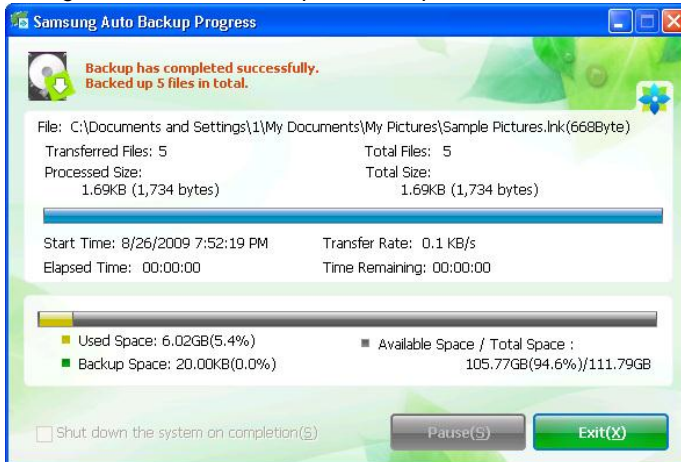 Samsung Auto Backup Progress
Backup has completed successfully.
Backed up 5 files in total.
File: C:\Documents and Settings\1\My Documents\My Pictures\Sample Pictures.lnk(668Byte)
Transferred Files: 5
Total Files: 5
Processed Size:
1.69KB (1,734 bytes)
Total Size:
1.69KB (1,734 bytes)
Start Time: 8/26/2009 7:52:19 PM
Transfer Rate: 0.1 KB/s
Elapsed Time: 00:00:00
Time Remaining: 00:00:00
Used Space: 6.02GB(5.4%)
Backup Space: 20.00KB(0.0%)
Available Space / Total Space :
105.77GB(94.6%)/111.79GB
Shut down the system on completion(S)
Pause(S)
Exit(X)